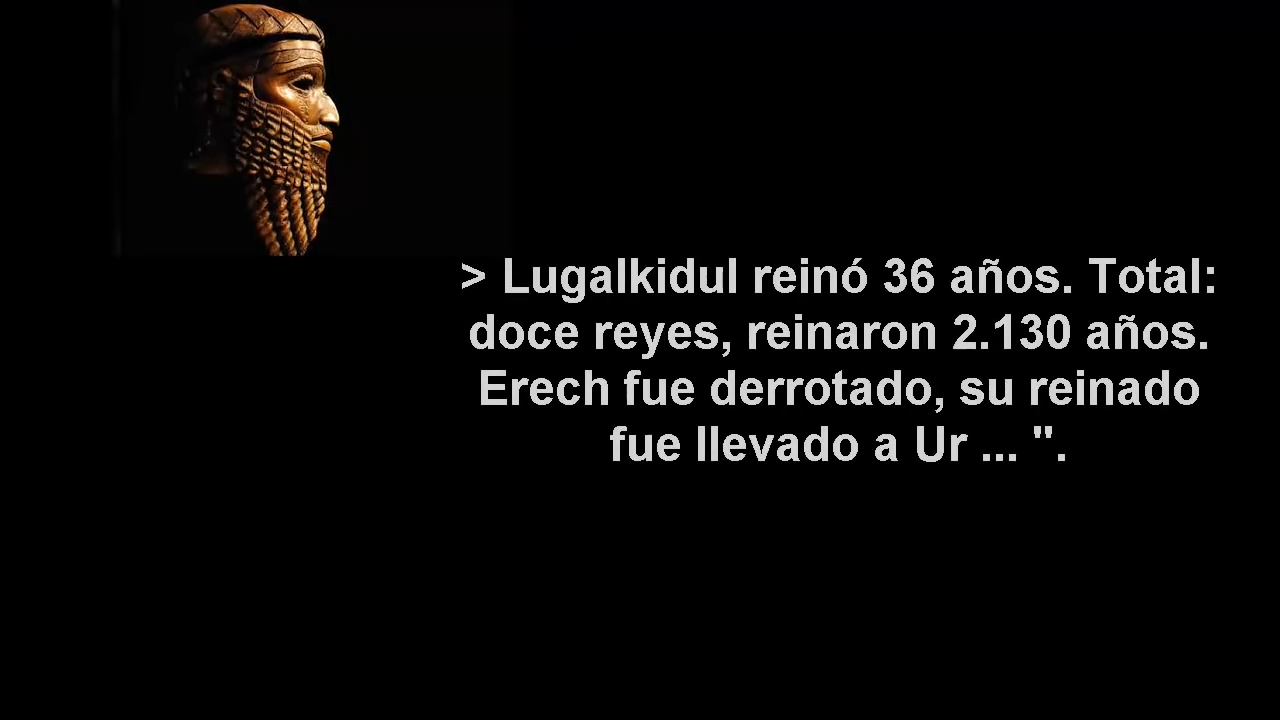 > Lugalkidul reinó 36 años. Total:
doce reyes, reinaron 2.130 años.
Erech fue derrotado, su reinado
fue llevado a Ur ... ".